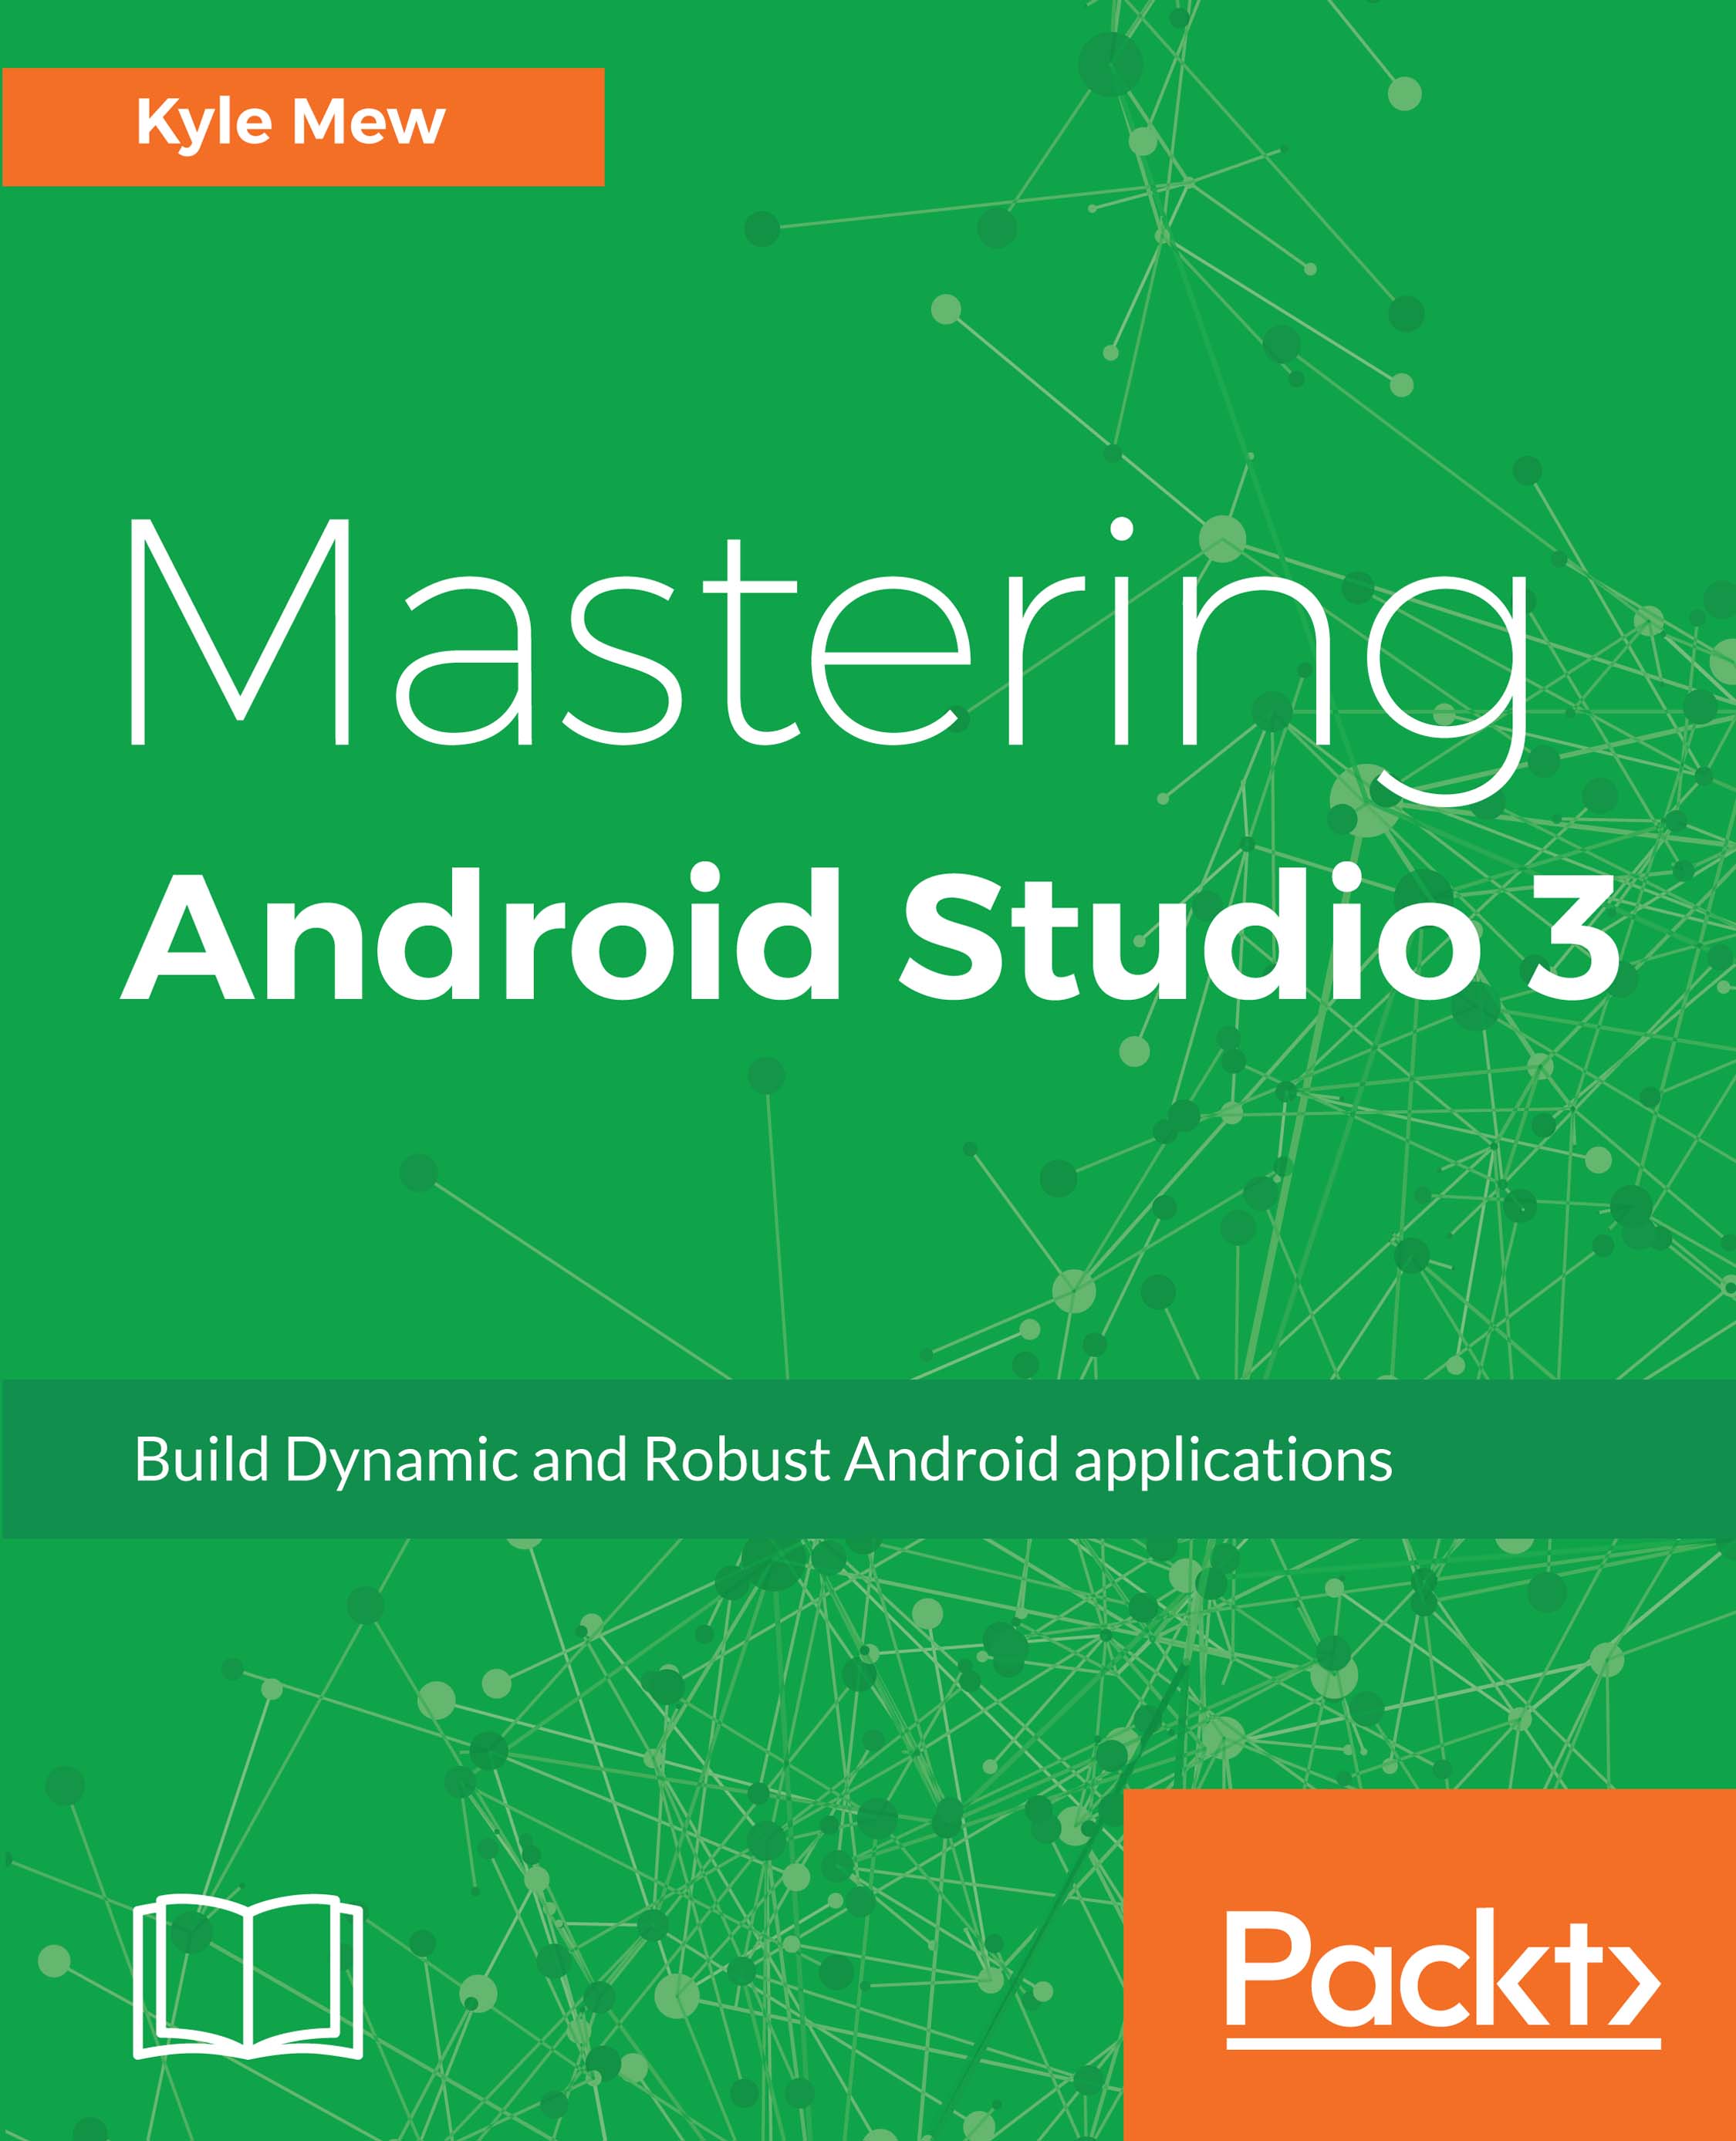 Kyle Mew
Mastering
Android Studio 3
Build Dynamic and Robust Android applications
Packt>